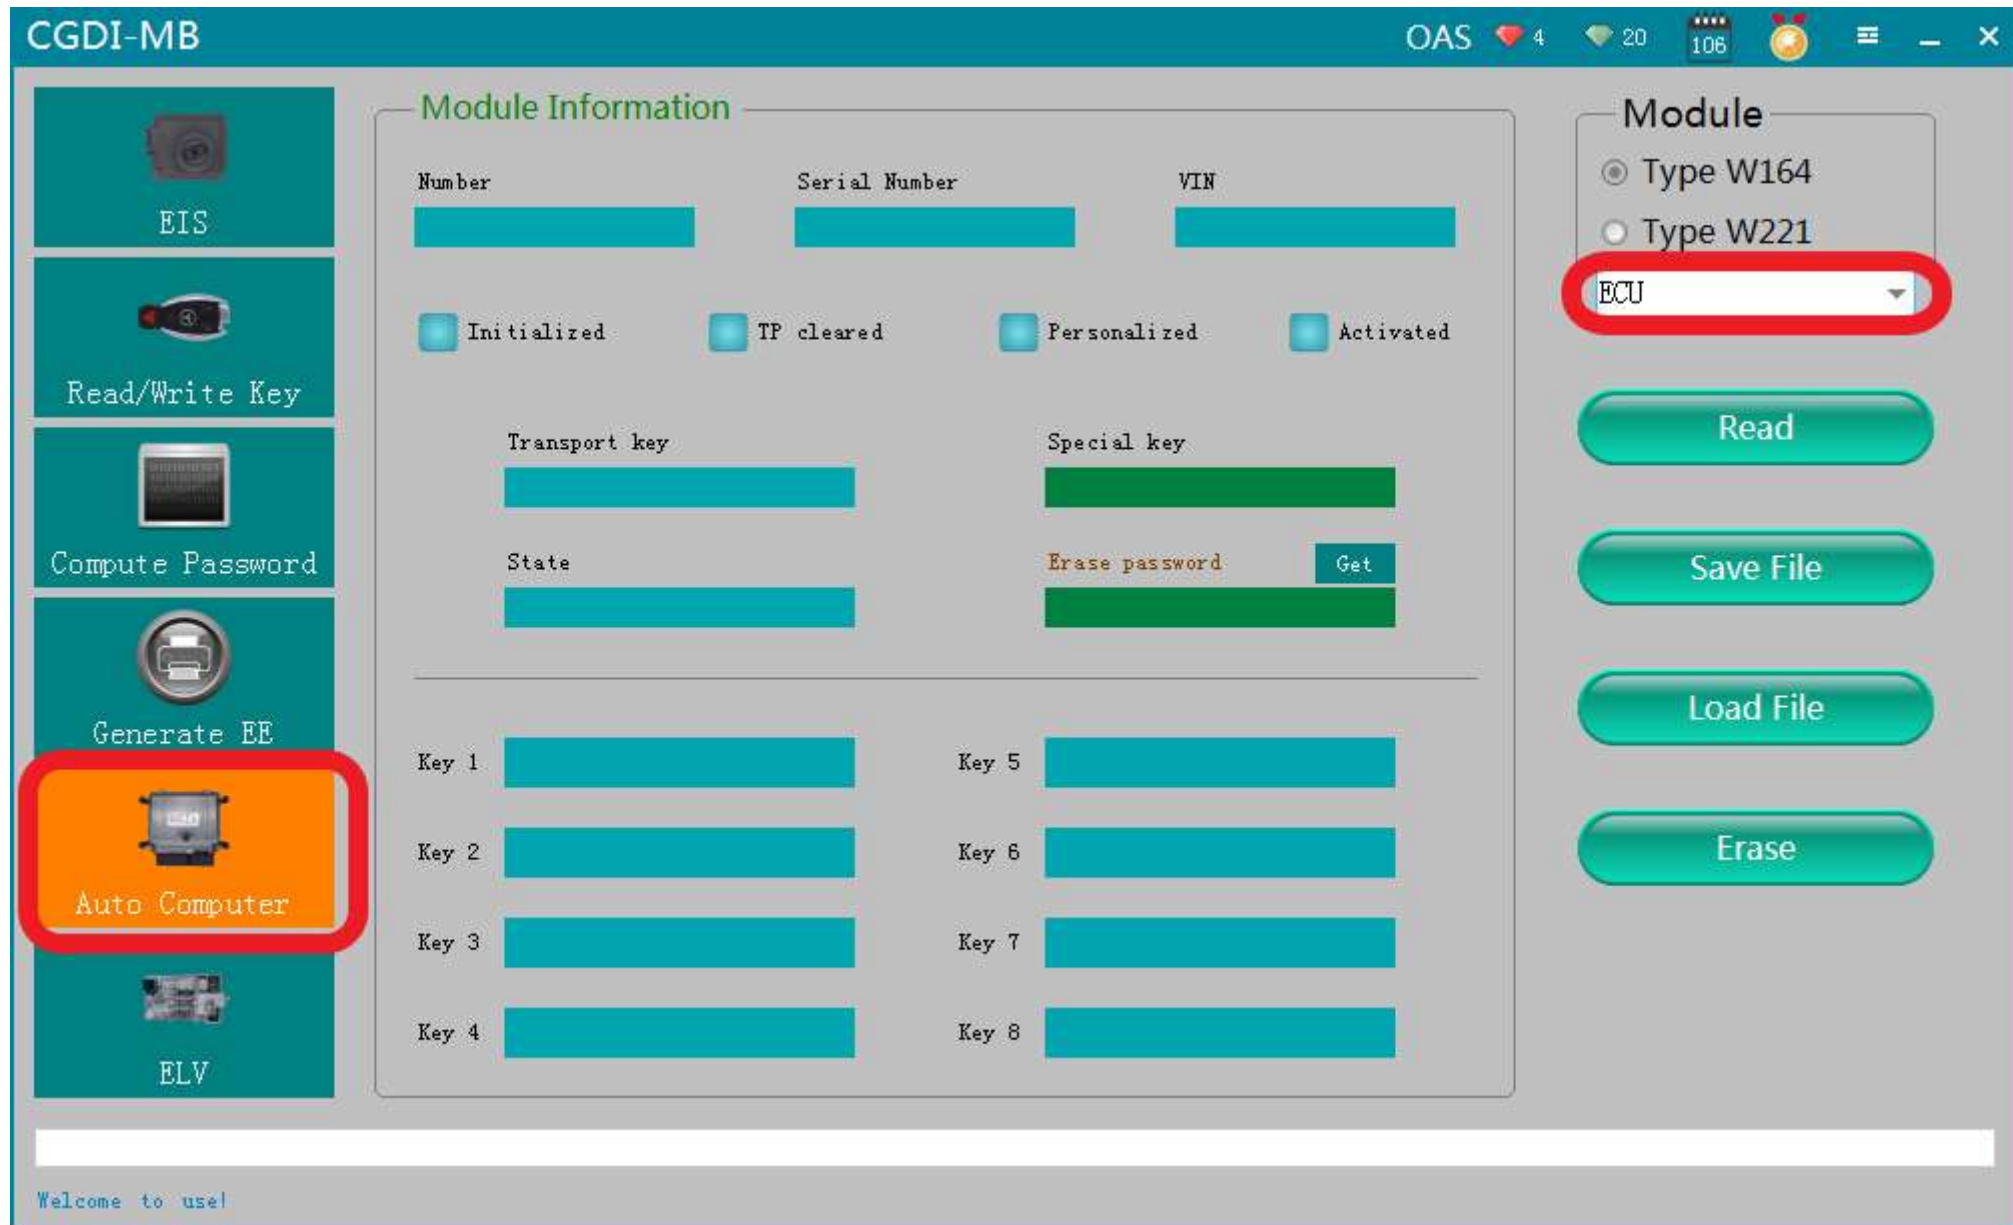 CGDI-MB
OAS 4 20 106
EIS
Read/Write Key
Compute Password
Generate EE
Auto Computer
ELV
Module Information
Number Serial Number VIN
Initialized TP cleared Personalized Activated
Transport key Special key
State Erase password Get
Key 1 Key 5
Key 2 Key 6
Key 3 Key 7
Key 4 Key 8
Module
Type W164
Type W221
ECU
Read
Save File
Load File
Erase
Welcome to use!